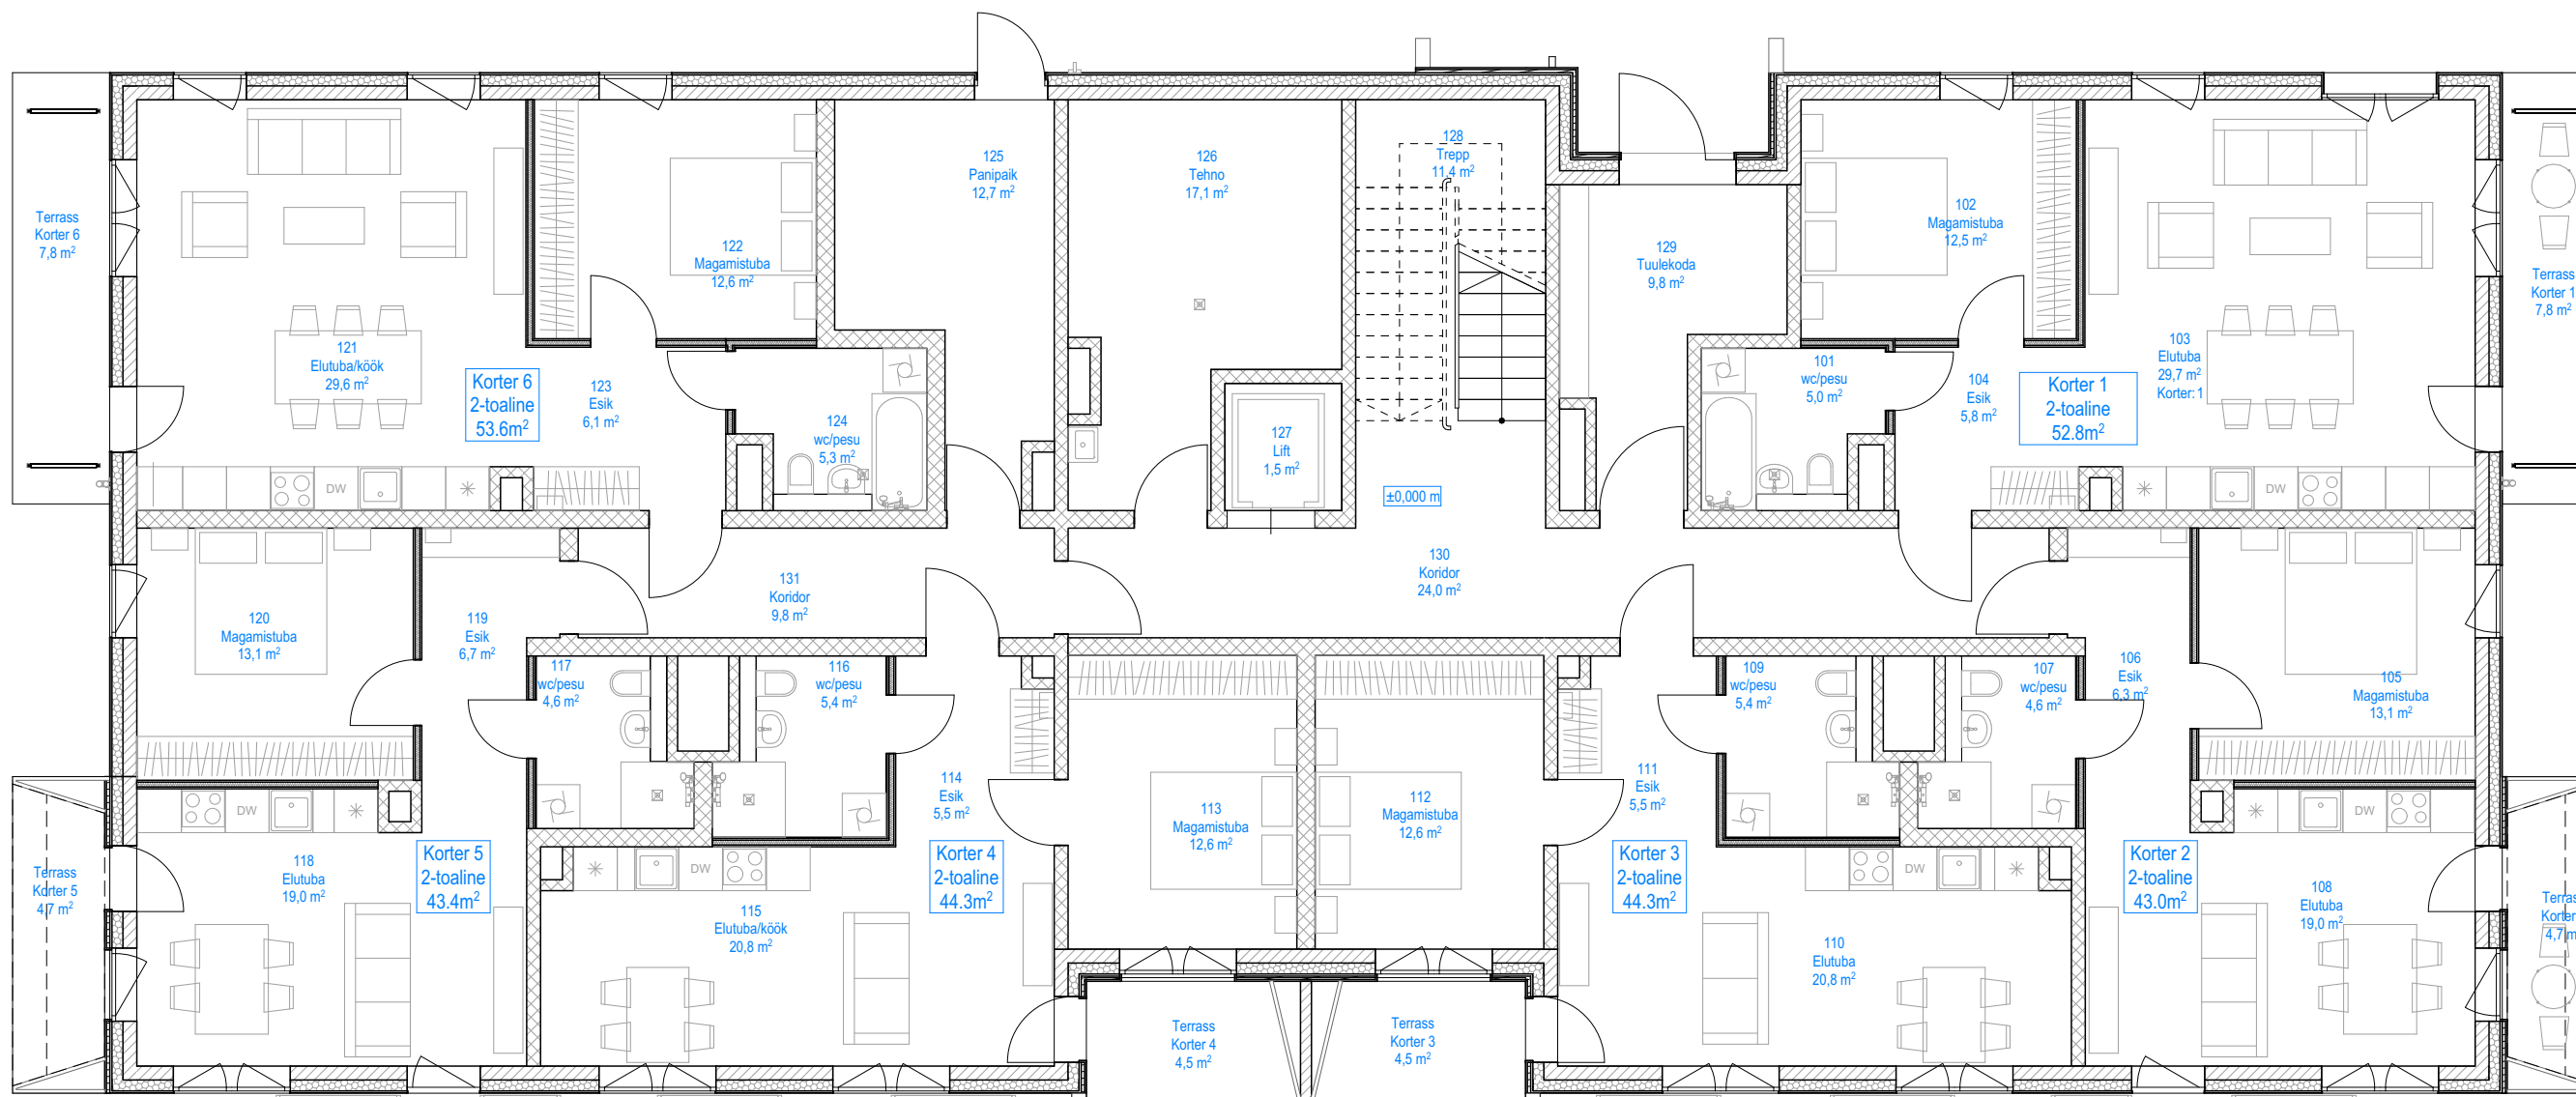 125
Panipaik
12,7 m²
126
Tehno
17,1 m²
128
Trepp
11,4 m²
102
Magamistuba
12,5 m²
Terrass
Korter 6
7,8 m²
122
Magamistuba
12,6 m²
129
Tuulekoda
9,8 m²
Terrass
Korter 1
7,8 m²
121
Elutuba/köök
29,6 m²
Korter 6
2-toaline
53.6m²
123
Esik
6,1 m²
124
wc/pesu
5,3 m²
127
Lift
1,5 m²
101
wc/pesu
5,0 m²
104
Esik
5,8 m²
Korter 1
2-toaline
52.8m²
103
Elutuba
29,7 m²
Korter: 1
DW
±0,000 m
DW
120
Magamistuba
13,1 m²
119
Esik
6,7 m²
131
Koridor
9,8 m²
130
Koridor
24,0 m²
117
wc/pesu
4,6 m²
116
wc/pesu
5,4 m²
109
wc/pesu
5,4 m²
107
wc/pesu
4,6 m²
106
Esik
6,3 m²
105
Magamistuba
13,1 m²
DW
114
Esik
5,5 m²
113
Magamistuba
12,6 m²
112
Magamistuba
12,6 m²
111
Esik
5,5 m²
DW
Terrass
Korter 5
4,7 m²
118
Elutuba
19,0 m²
Korter 5
2-toaline
43.4m²
DW
Korter 4
2-toaline
44.3m²
Korter 3
2-toaline
44.3m²
DW
Korter 2
2-toaline
43.0m²
108
Elutuba
19,0 m²
115
Elutuba/köök
20,8 m²
110
Elutuba
20,8 m²
Korter
4,7 m
Terrass
Korter 4
4,5 m²
Terrass
Korter 3
4,5 m²